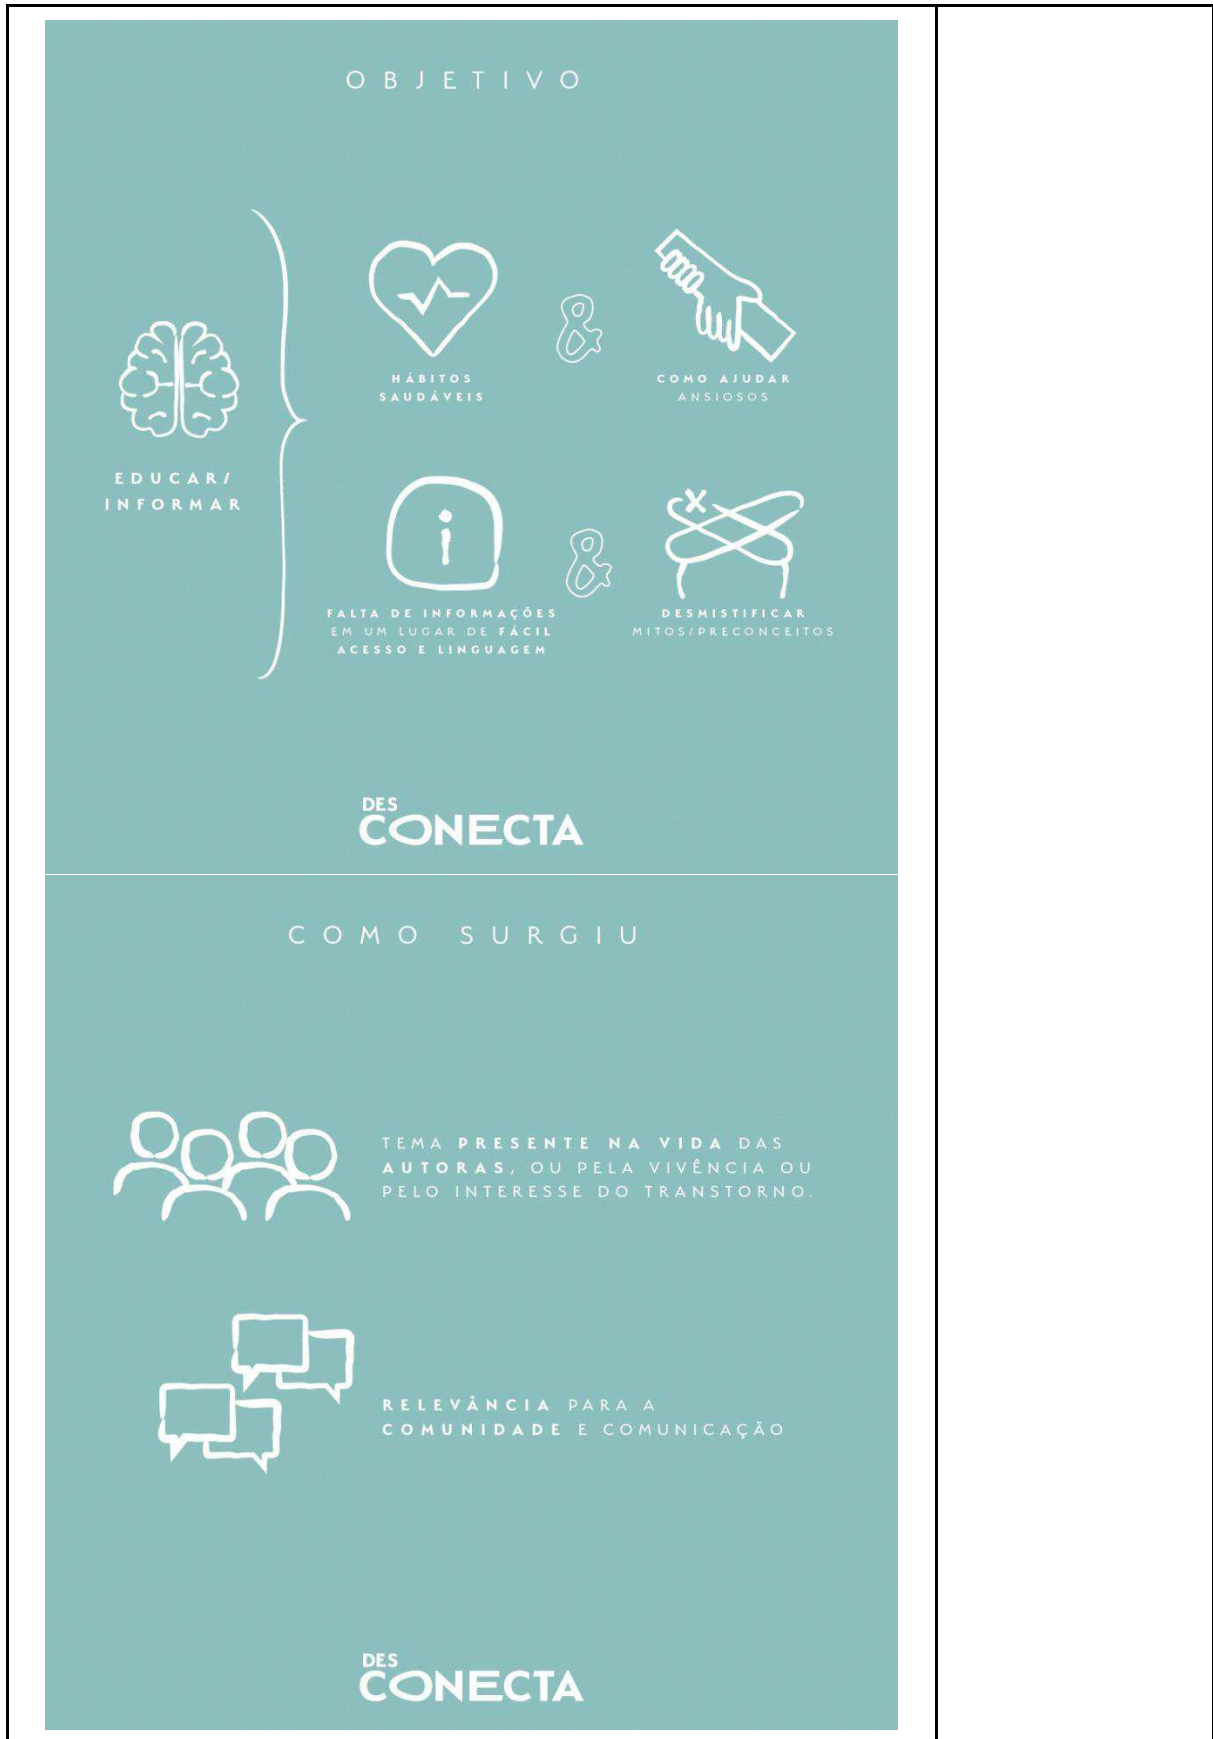 OBJETIVO
EDUCAR/
INFORMAR
HÁBITOS
SAUDÁVEIS
&
COMO AJUDAR
ANSIOSOS
i
FALTA DE INFORMAÇÕES
EM UM LUGAR DE FÁCIL
ACESSO E LINGUAGEM
&
DESMISTIFICAR
MITOS/PRECONCEITOS
DES
CONECTA
COMO SURGIU
TEMA PRESENTE NA VIDA DAS
AUTORAS, OU PELA VIVÊNCIA OU
PELO INTERESSE DO TRANSTORNO.
RELEVÂNCIA PARA A
COMUNIDADE E COMUNICAÇÃO
DES
CONECTA